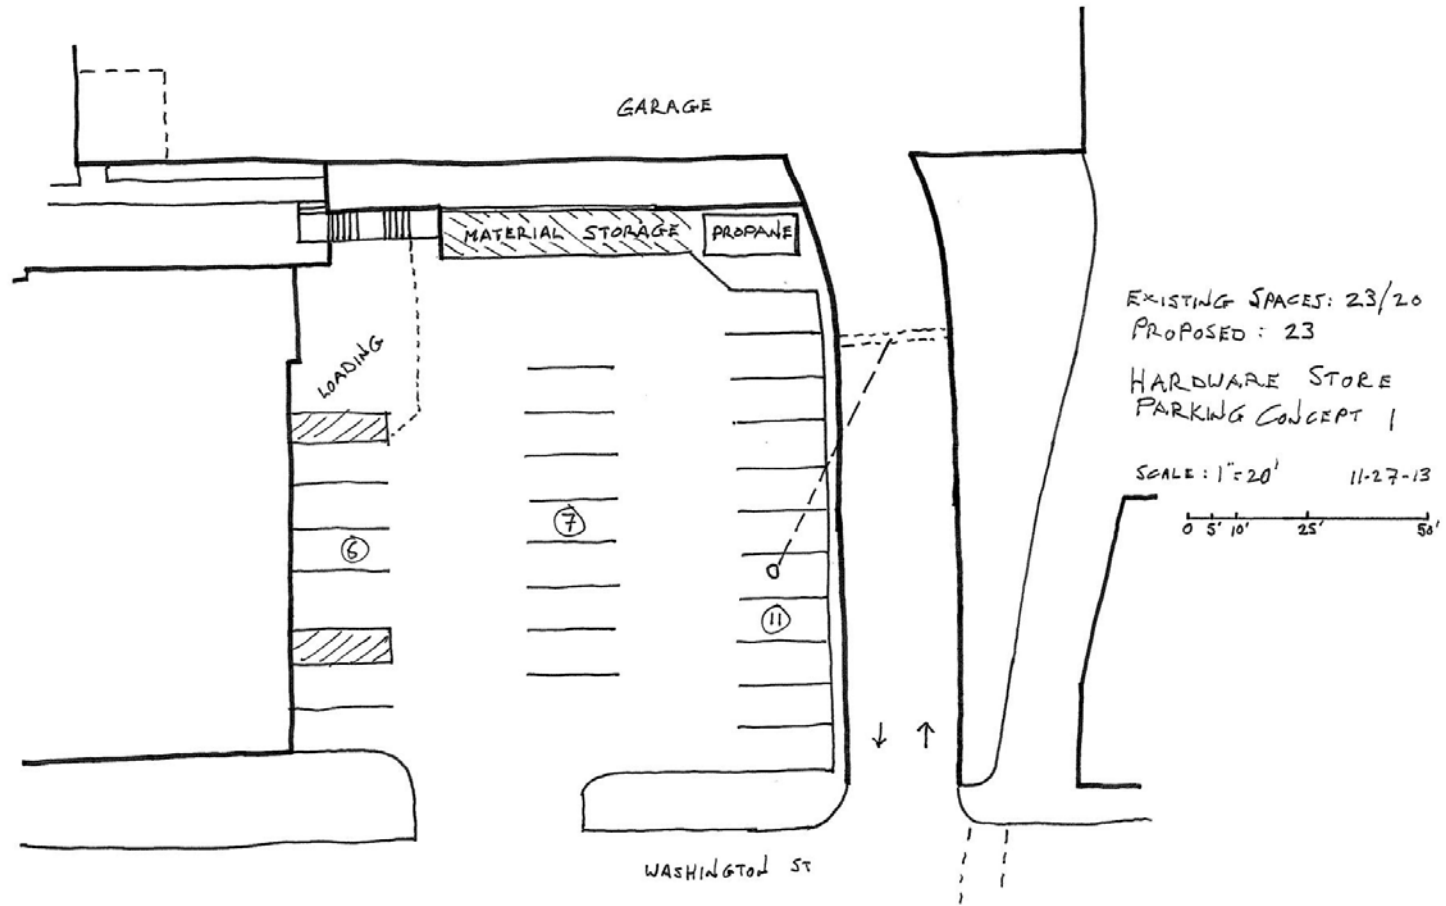 GARAGE
MATERIAL STORAGE
PROPANE
EXISTING SPACES: 23/20
PROPOSED: 23
LOADING
HARDWARE STORE
PARKING CONCEPT 1
SCALE: 1"=20' 11-27-13
0 5' 10' 25' 50'
7
6
11
↓ ↑
WASHINGTON ST